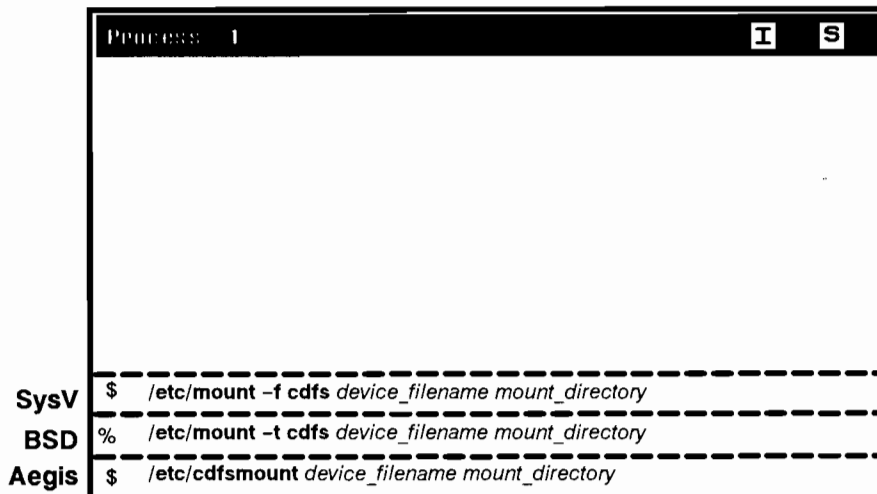 Process 1 I S
SysV $ /etc/mount –f cdfs device_filename mount_directory
BSD % /etc/mount –t cdfs device_filename mount_directory
Aegis $ /etc/cdfsmount device_filename mount_directory